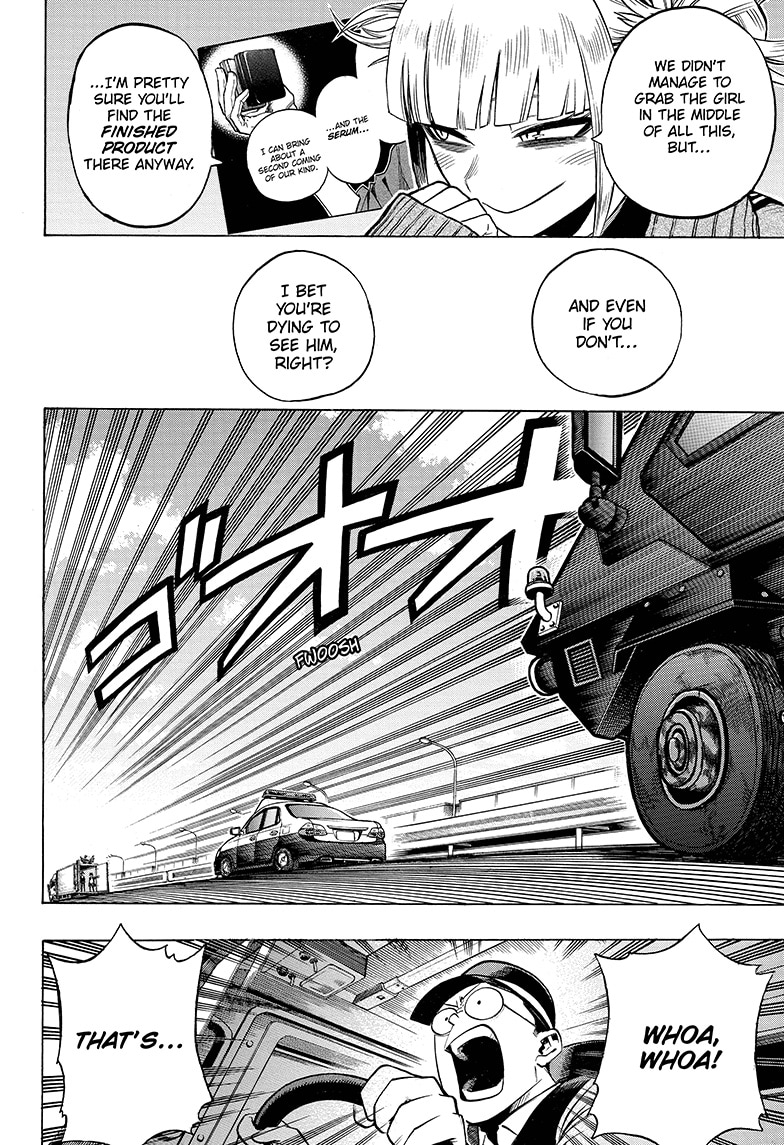 WE DIDN'T
MANAGE TO
GRAB THE GIRL
IN THE MIDDLE
OF ALL THIS,
BUT...
...AND THE
SERUM...
I CAN BRING
ABOUT A
SECOND COMING
OF OUR KIND.
...I'M PRETTY
SURE YOU'LL
FIND THE
FINISHED
PRODUCT
THERE ANYWAY.
AND EVEN
IF YOU
DON'T...
I BET
YOU'RE
DYING TO
SEE HIM,
RIGHT?
ゴオオ
FWOOSH
WHOA,
WHOA!
THAT'S...